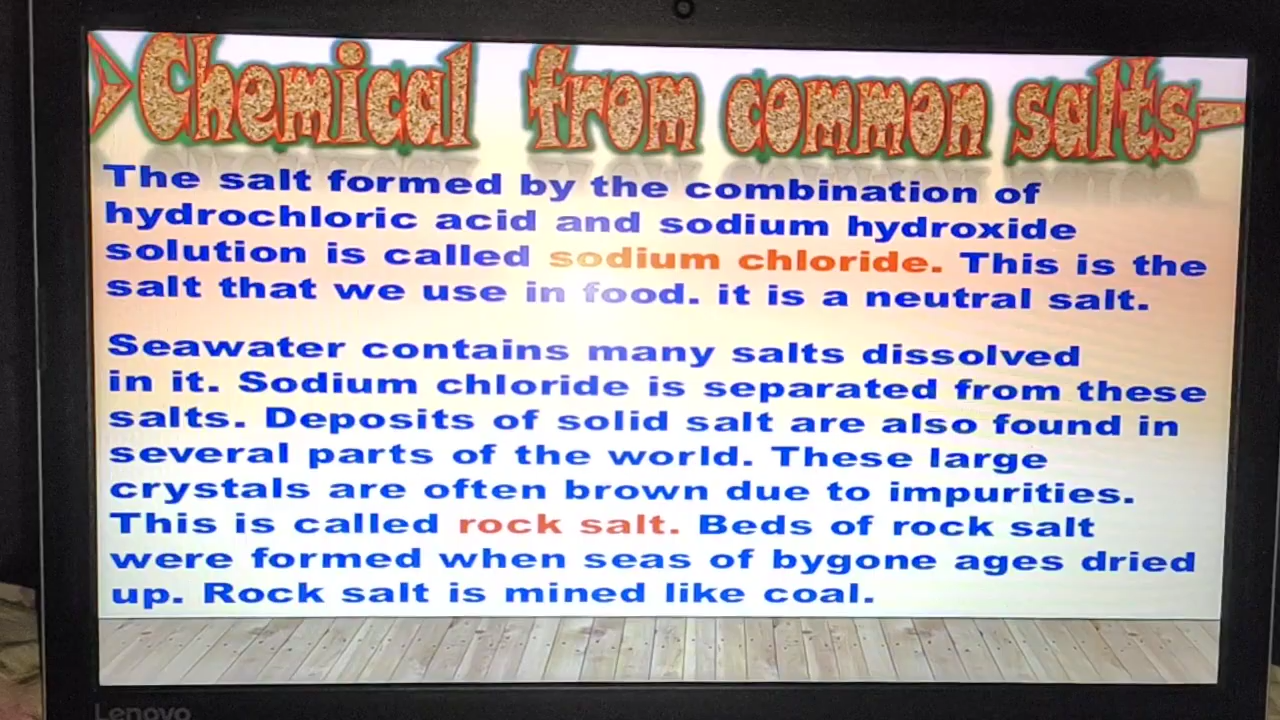 Chemical from common salts-
The salt formed by the combination of
hydrochloric acid and sodium hydroxide
solution is called sodium chloride. This is the
salt that we use in food. it is a neutral salt.
Seawater contains many salts dissolved
in it. Sodium chloride is separated from these
salts. Deposits of solid salt are also found in
several parts of the world. These large
crystals are often brown due to impurities.
This is called rock salt. Beds of rock salt
were formed when seas of bygone ages dried
up. Rock salt is mined like coal.
Lenovo